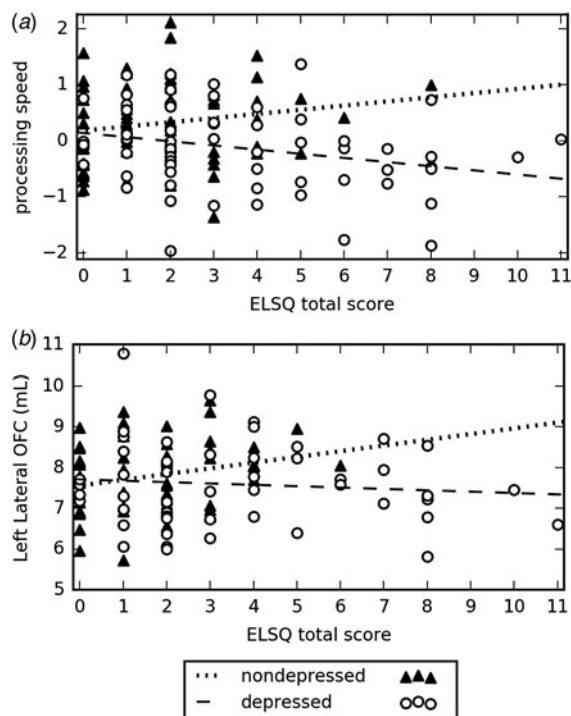 (a)
2
1
0
−1
−2
processing speed
0 1 2 3 4 5 6 7 8 9 10 11
ELSQ total score
(b)
11
10
9
8
7
6
5
Left Lateral OFC (mL)
0 1 2 3 4 5 6 7 8 9 10 11
ELSQ total score
nondepressed
depressed